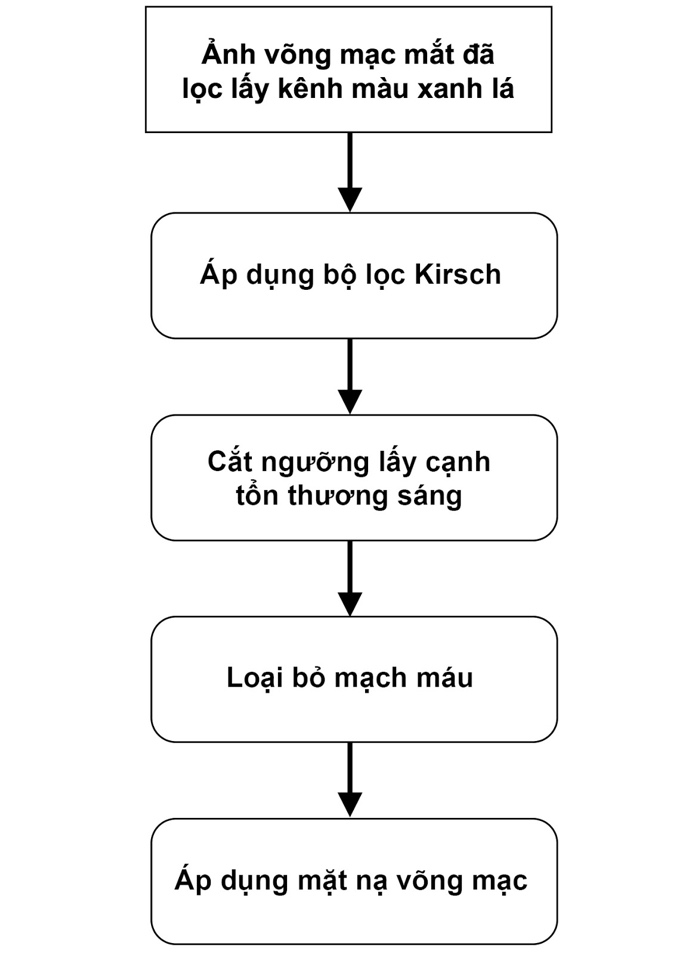 Ảnh võng mạc mắt đã
lọc lấy kênh màu xanh lá
Áp dụng bộ lọc Kirsch
Cắt ngưỡng lấy cạnh
tổn thương sáng
Loại bỏ mạch máu
Áp dụng mặt nạ võng mạc